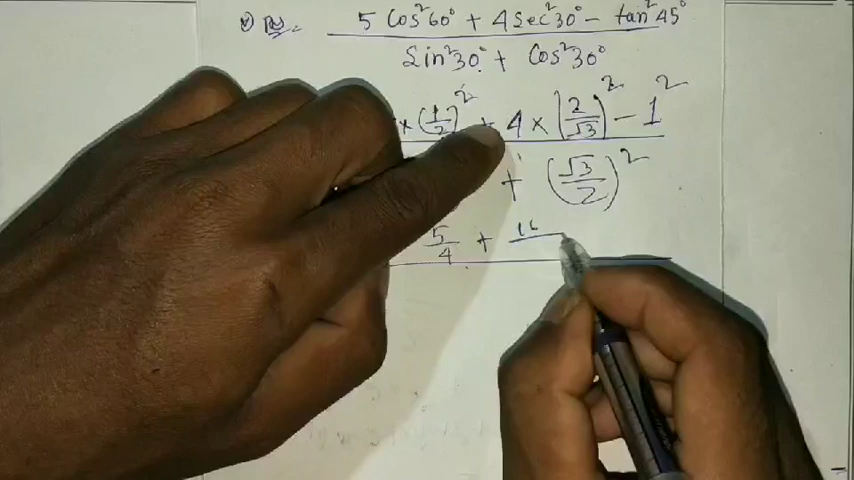 v) 5 Cos²60° + 4 Sec²30° - tan²45°
Sin²30° + Cos²30°
× (1/2)² + 4 × (2/√3)² - 1²
+ (√3/2)²
5/4 + 16